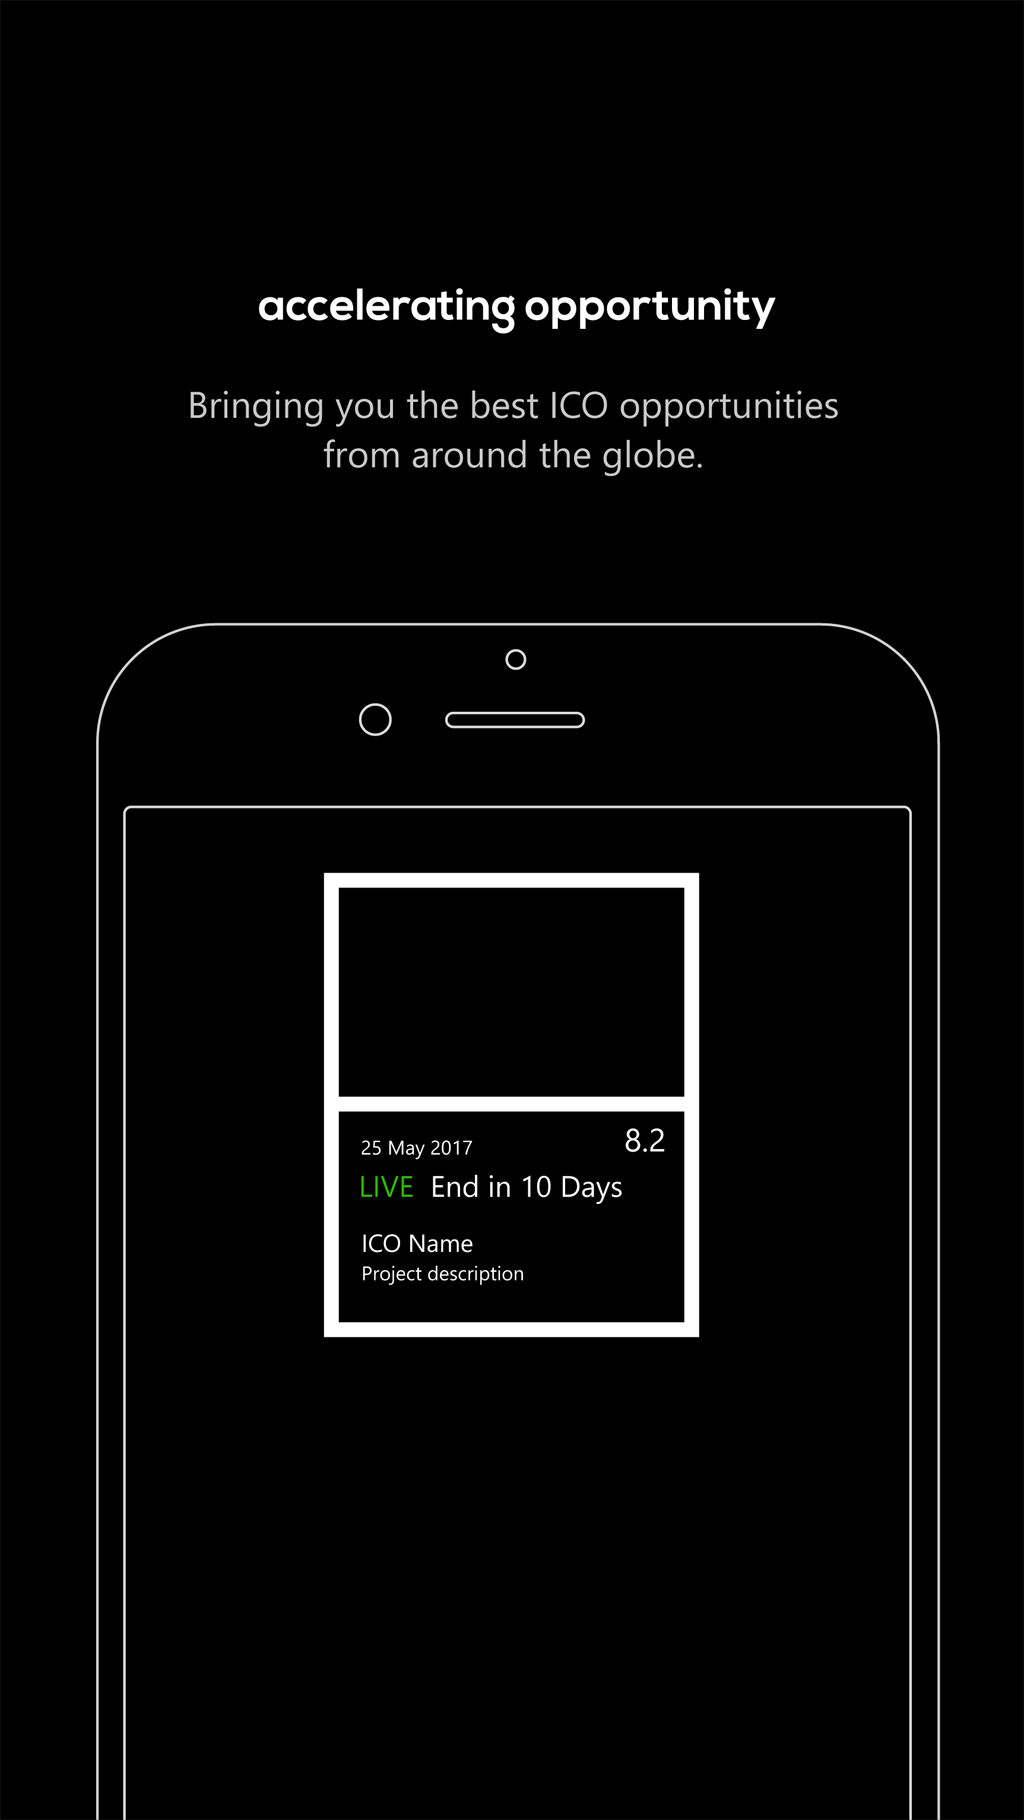 accelerating opportunity
Bringing you the best ICO opportunities
from around the globe.
25 May 2017
8.2
LIVE End in 10 Days
ICO Name
Project description